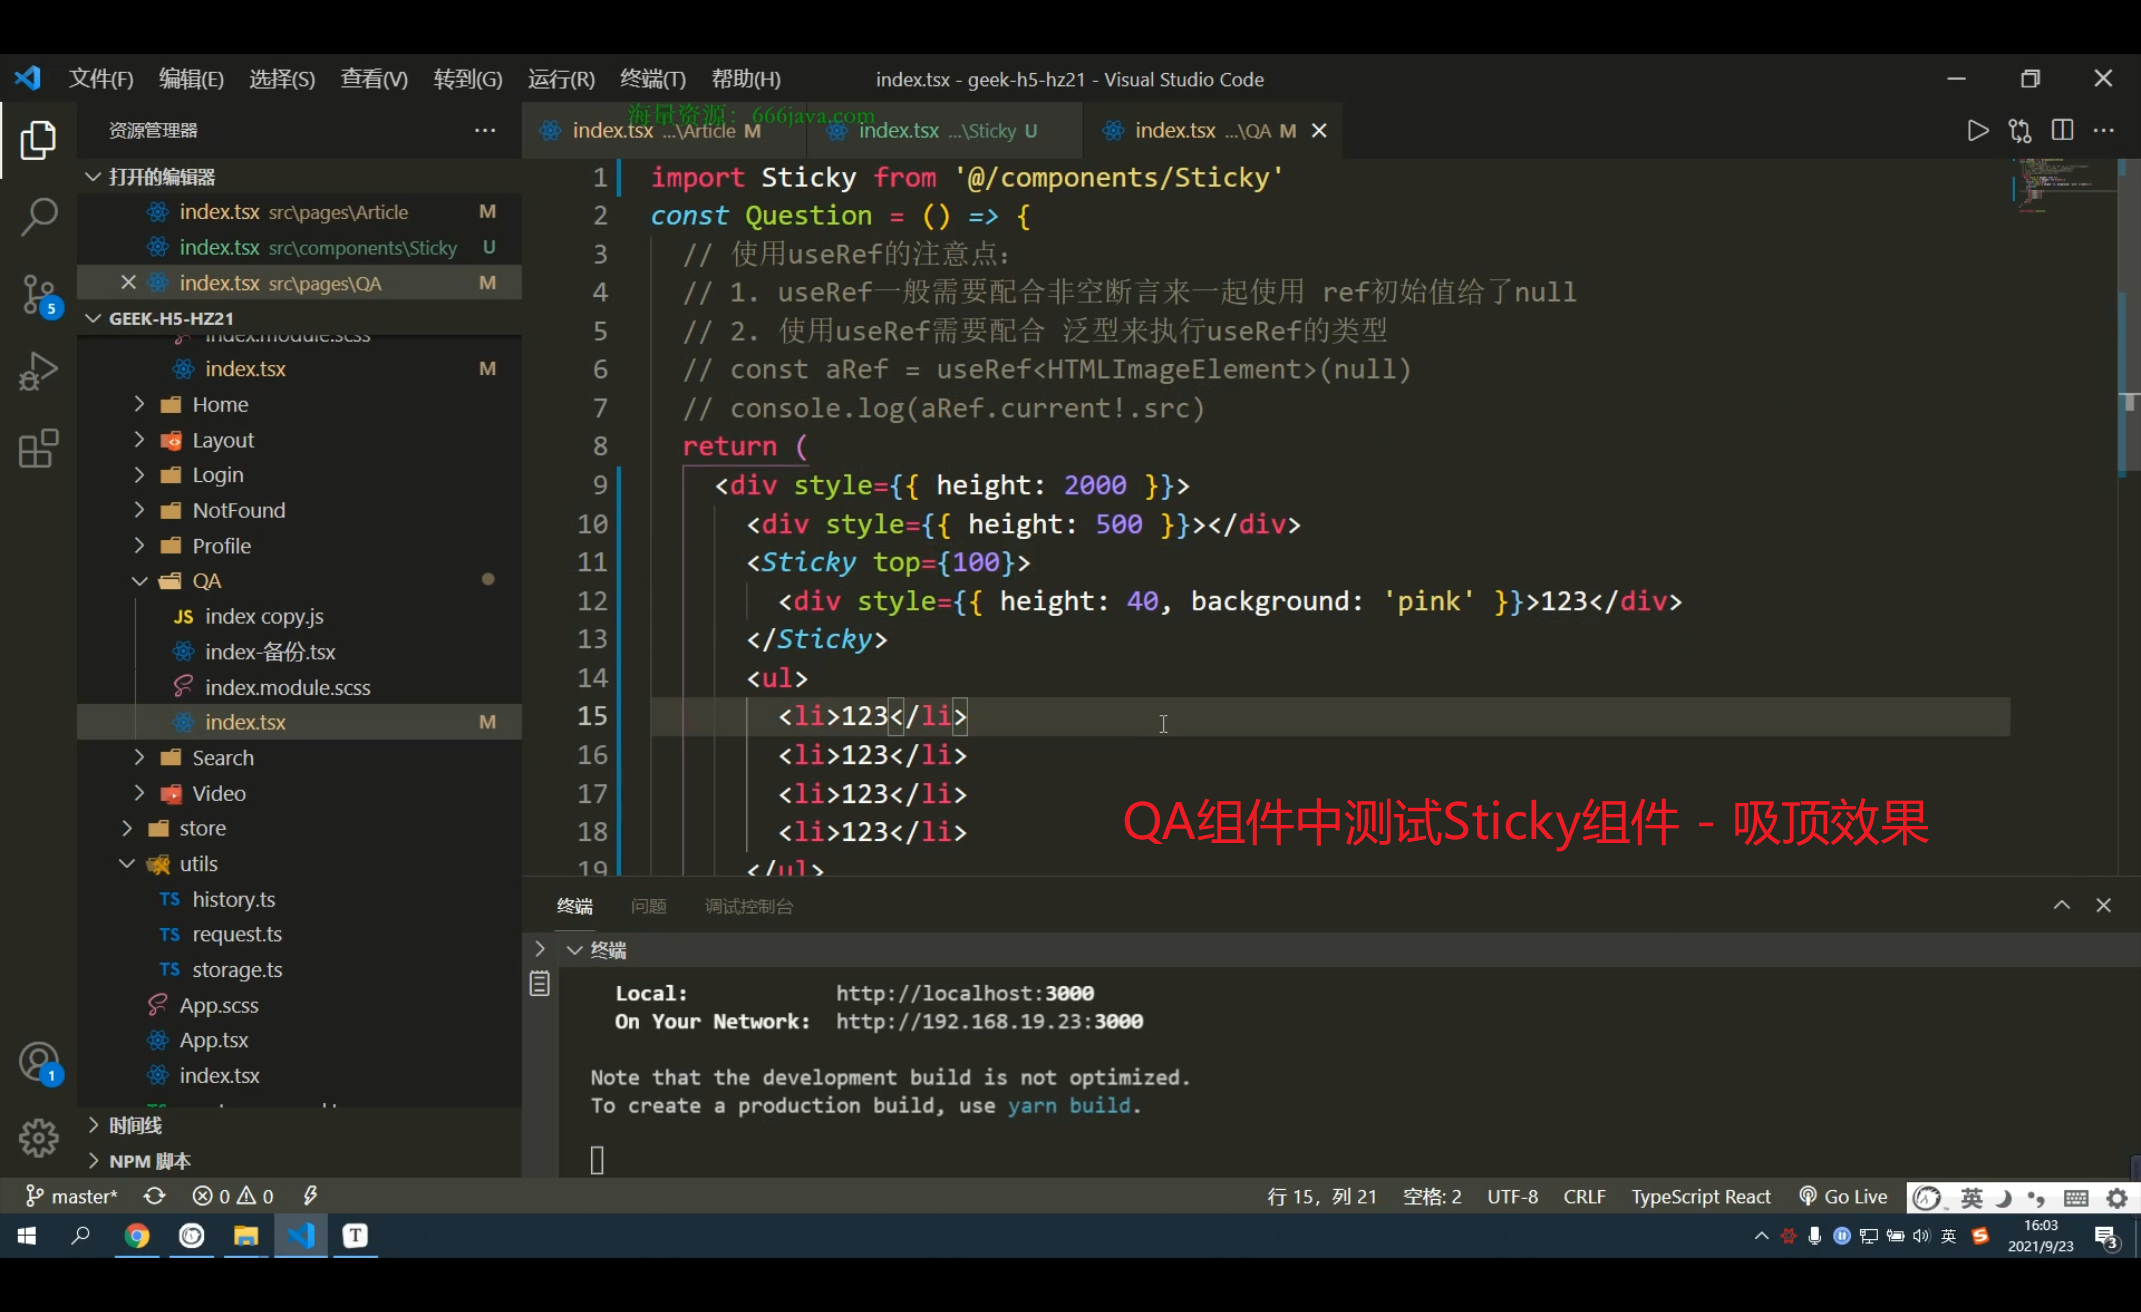 文件(F) 编辑(E) 选择(S) 查看(V) 转到(G) 运行(R) 终端(T) 帮助(H) index.tsx - geek-h5-hz21 - Visual Studio Code
海量资源：666java.com
资源管理器
index.tsx ...\Article M
index.tsx ...\Sticky U
index.tsx ...\QA M
打开的编辑器
index.tsx src\pages\Article M
index.tsx src\components\Sticky U
index.tsx src\pages\QA M
GEEK-H5-HZ21
index.module.scss
index.tsx M
Home
Layout
Login
NotFound
Profile
QA
JS index copy.js
index-备份.tsx
index.module.scss
index.tsx M
Search
Video
store
utils
TS history.ts
TS request.ts
TS storage.ts
App.scss
App.tsx
index.tsx
时间线
NPM 脚本
5
1
1 import Sticky from '@/components/Sticky'
2 const Question = () => {
3 // 使用useRef的注意点：
4 // 1. useRef一般需要配合非空断言来一起使用 ref初始值给了null
5 // 2. 使用useRef需要配合 泛型来执行useRef的类型
6 // const aRef = useRef<HTMLImageElement>(null)
7 // console.log(aRef.current!.src)
8 return (
9 <div style={{ height: 2000 }}>
10 <div style={{ height: 500 }}></div>
11 <Sticky top={100}>
12 <div style={{ height: 40, background: 'pink' }}>123</div>
13 </Sticky>
14 <ul>
15 <li>123</li>
16 <li>123</li>
17 <li>123</li>
18 <li>123</li>
19 </ul>
QA组件中测试Sticky组件 - 吸顶效果
终端 问题 调试控制台
终端
Local: http://localhost:3000
On Your Network: http://192.168.19.23:3000
Note that the development build is not optimized.
To create a production build, use yarn build.
master* 0 0 行 15，列 21 空格: 2 UTF-8 CRLF TypeScript React Go Live 英
T 英 16:03
2021/9/23
3